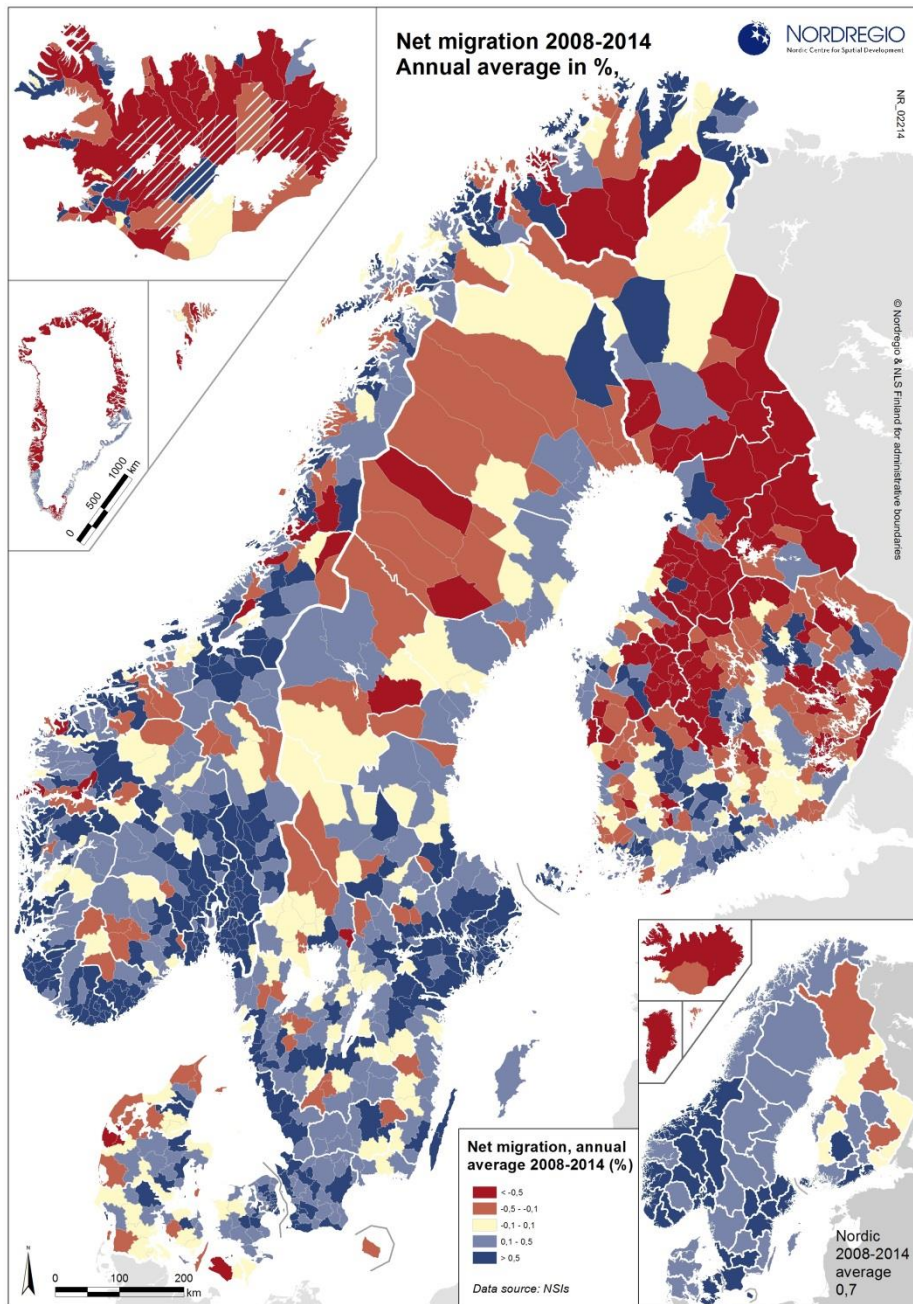 Net migration 2008-2014
Annual average in %,
NORDREGIO
Nordic Centre for Spatial Development
NR_02214
© Nordregio & NLS Finland for administrative boundaries
0 500 1000
km
Net migration, annual
average 2008-2014 (%)
< -0,5
-0,5 - -0,1
-0,1 - 0,1
0,1 - 0,5
> 0,5
Data source: NSIs
N
0 100 200
km
Nordic
2008-2014
average
0,7